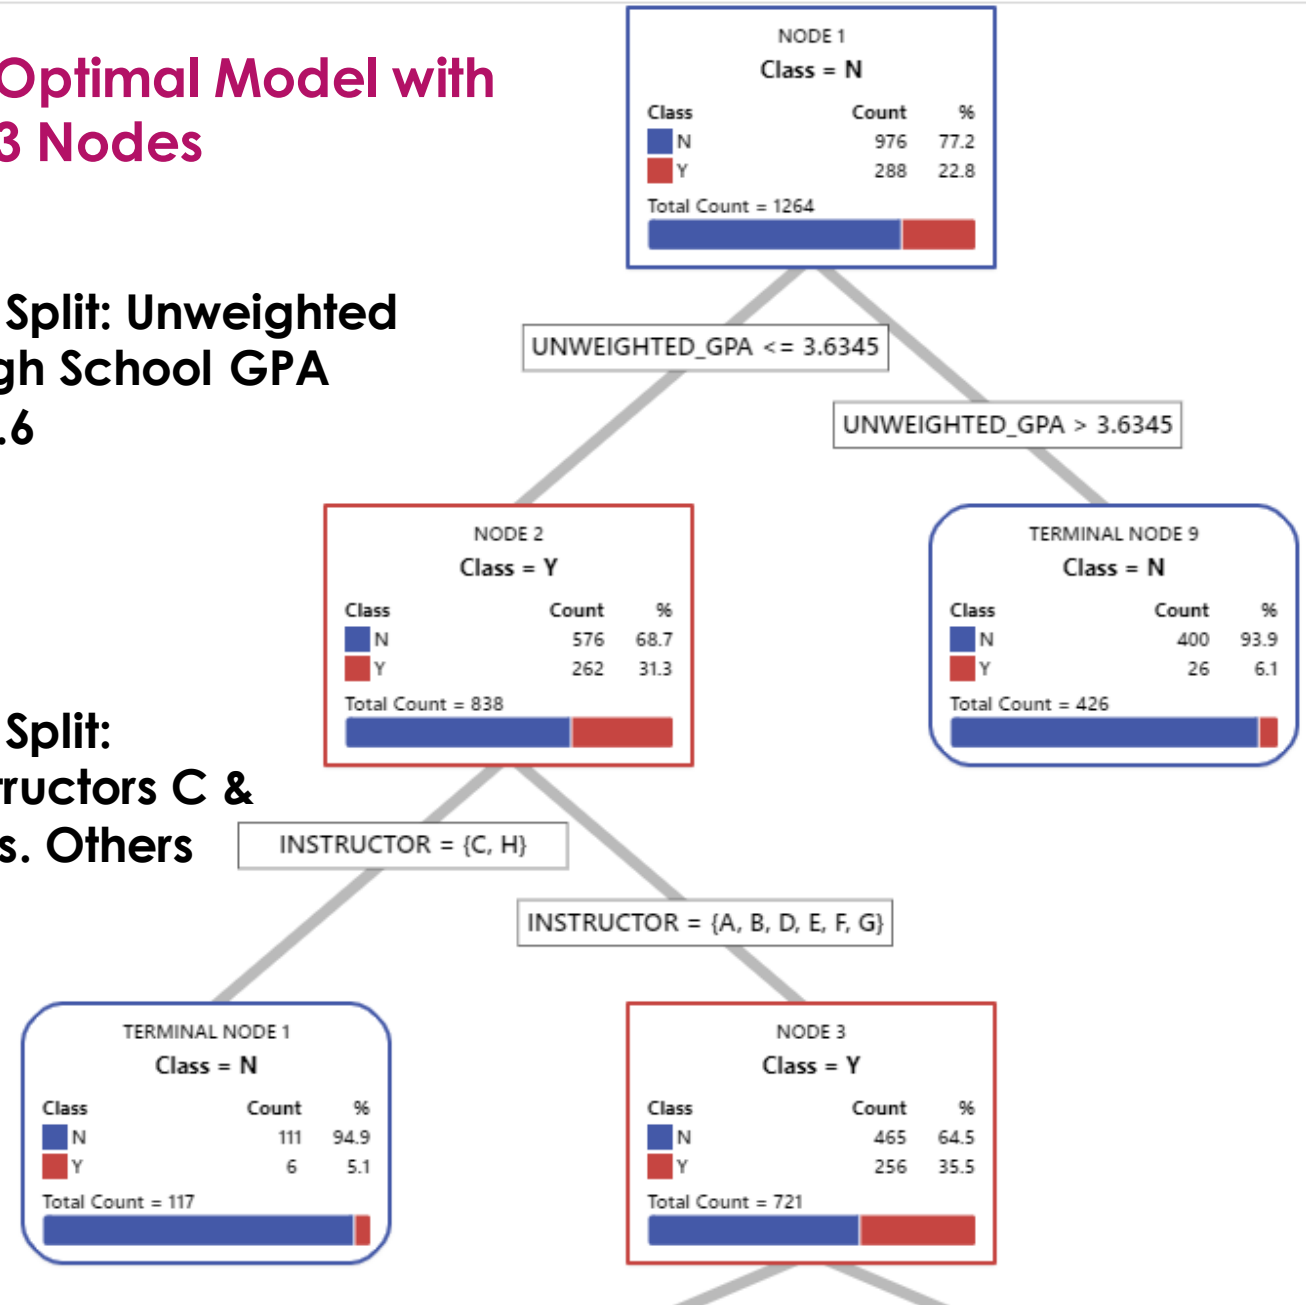 Optimal Model with
3 Nodes
Split: Unweighted
gh School GPA
.6
Split:
tructors C &
s. Others
NODE 1
Class = N
Class Count %
N 976 77.2
Y 288 22.8
Total Count = 1264
UNWEIGHTED_GPA <= 3.6345
UNWEIGHTED_GPA > 3.6345
NODE 2
Class = Y
Class Count %
N 576 68.7
Y 262 31.3
Total Count = 838
TERMINAL NODE 9
Class = N
Class Count %
N 400 93.9
Y 26 6.1
Total Count = 426
INSTRUCTOR = {C, H}
INSTRUCTOR = {A, B, D, E, F, G}
TERMINAL NODE 1
Class = N
Class Count %
N 111 94.9
Y 6 5.1
Total Count = 117
NODE 3
Class = Y
Class Count %
N 465 64.5
Y 256 35.5
Total Count = 721